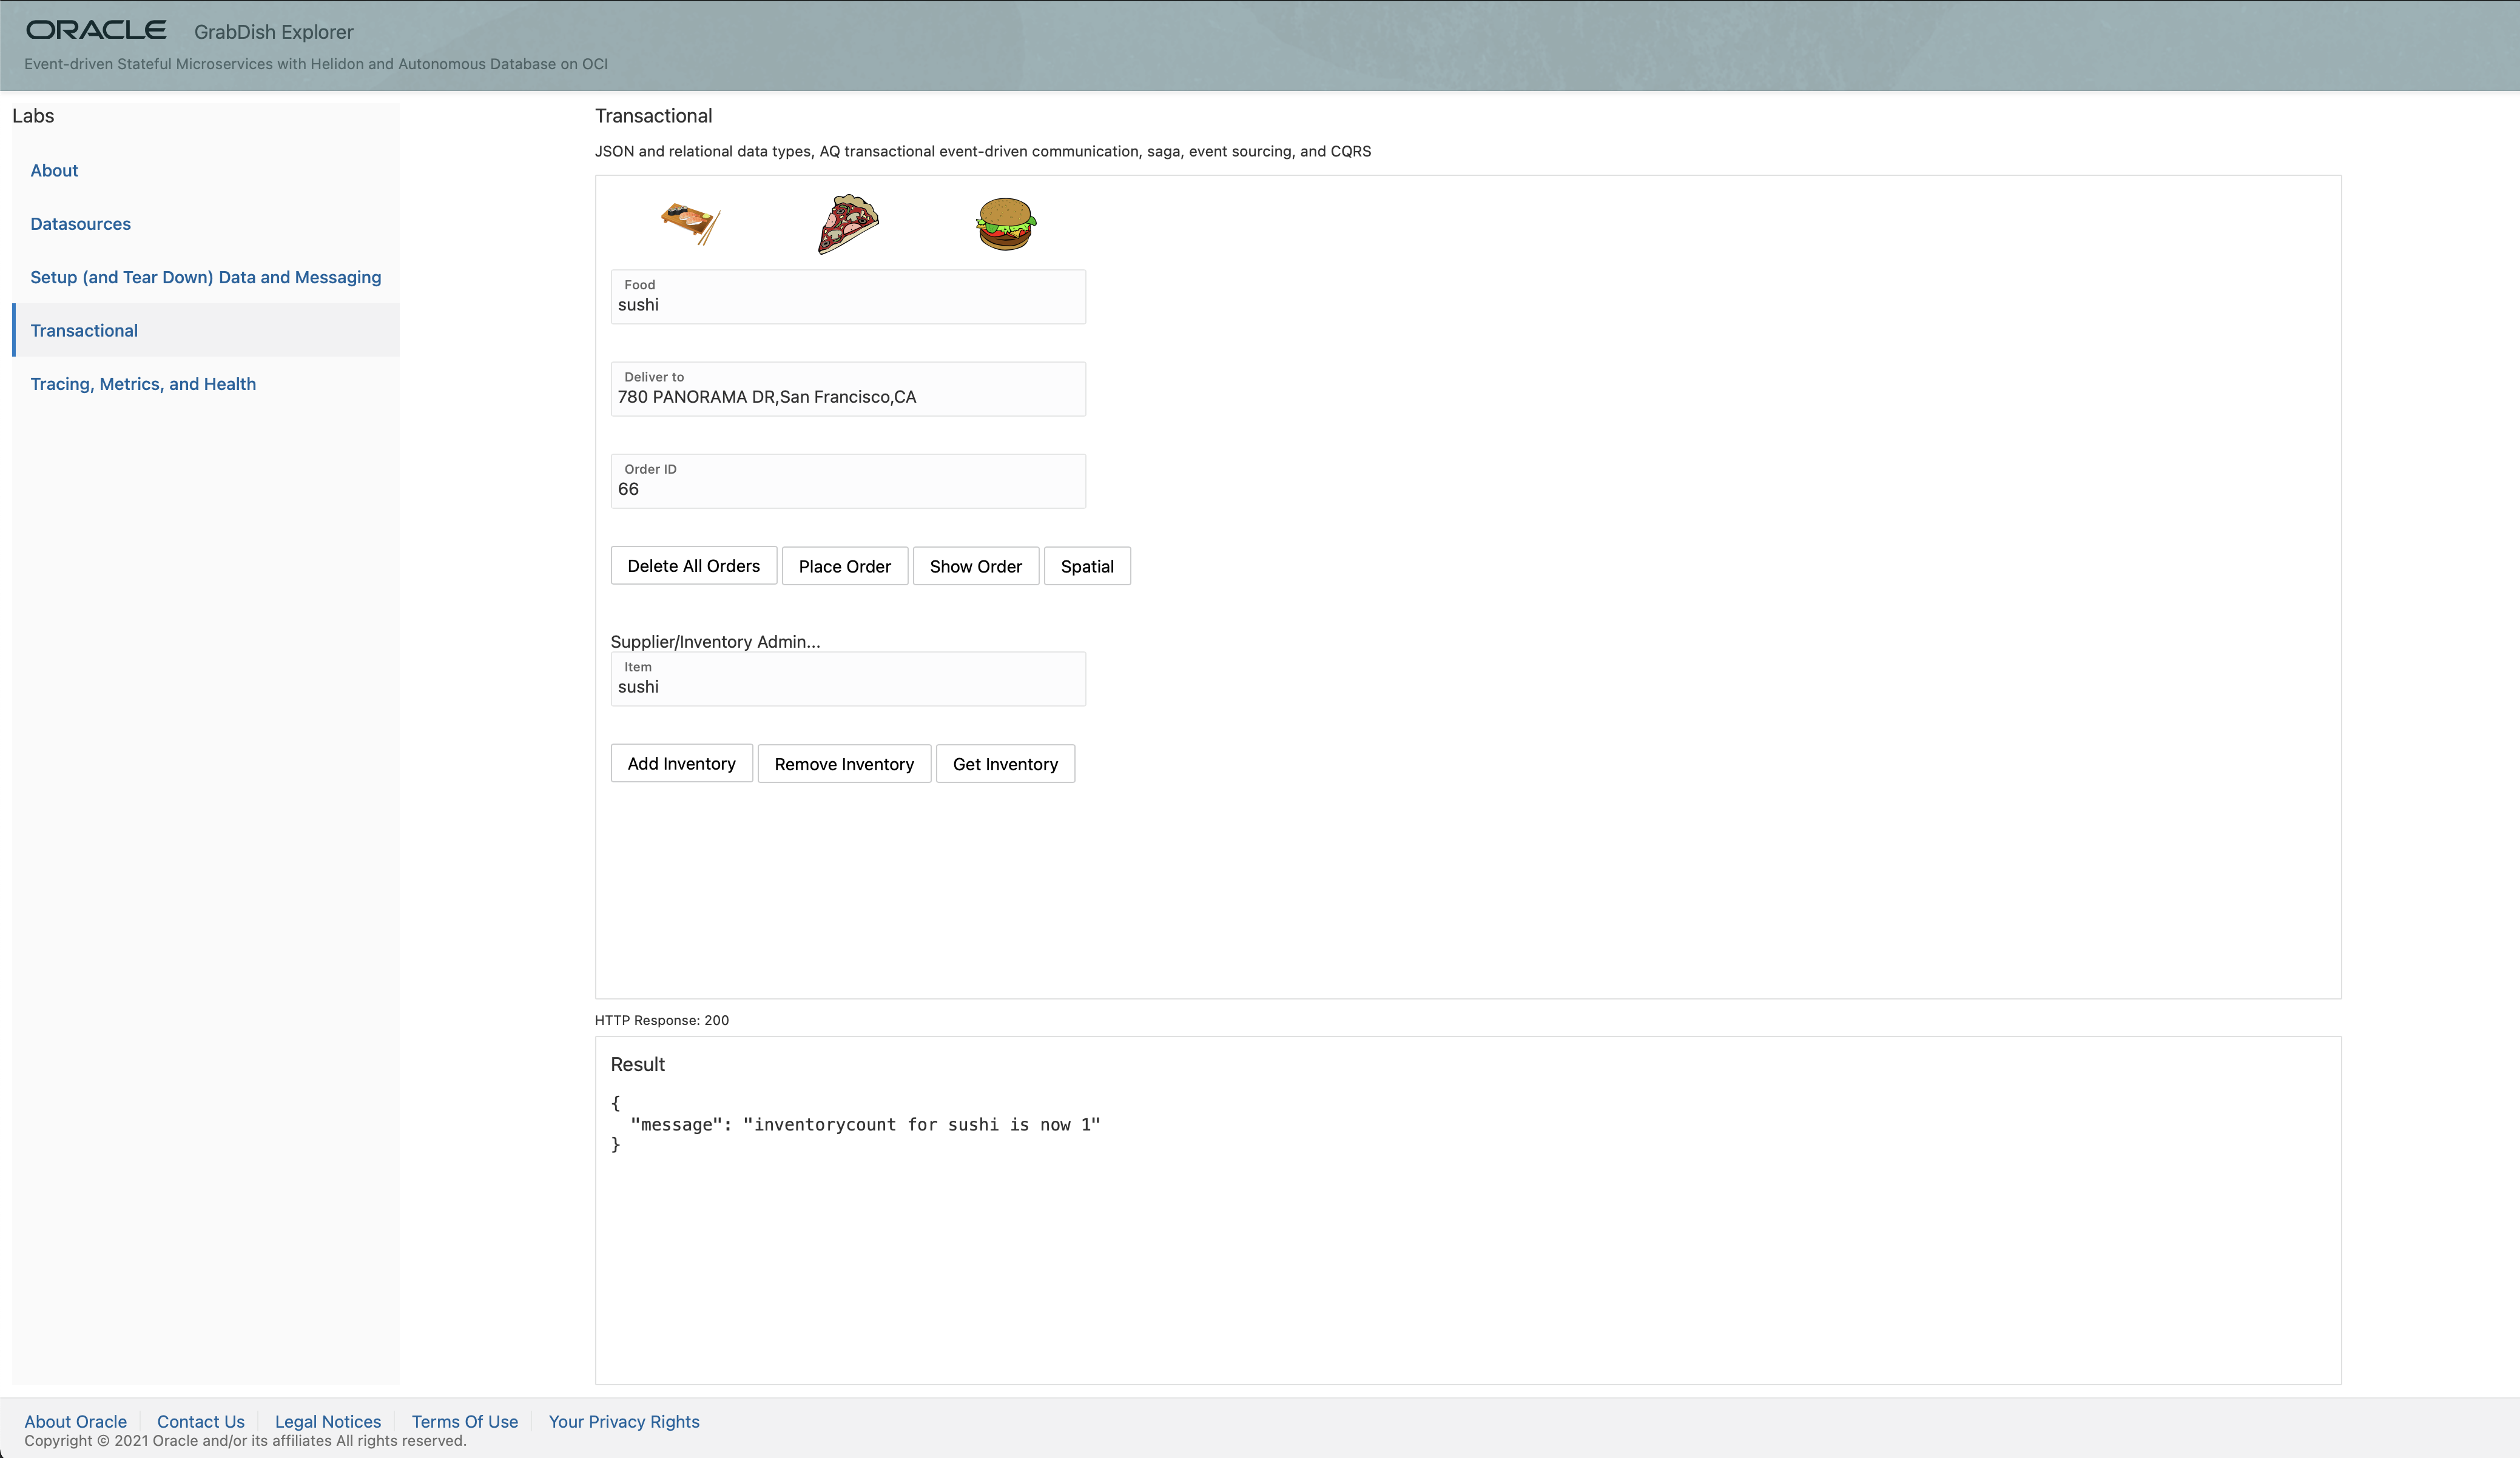 ORACLE GrabDish Explorer
Event-driven Stateful Microservices with Helidon and Autonomous Database on OCI
Labs
About
Datasources
Setup (and Tear Down) Data and Messaging
Transactional
Tracing, Metrics, and Health
Transactional
JSON and relational data types, AQ transactional event-driven communication, saga, event sourcing, and CQRS
Food
sushi
Deliver to
780 PANORAMA DR,San Francisco,CA
Order ID
66
Delete All Orders Place Order Show Order Spatial
Supplier/Inventory Admin...
Item
sushi
Add Inventory Remove Inventory Get Inventory
HTTP Response: 200
Result
{
"message": "inventorycount for sushi is now 1"
}
About Oracle Contact Us Legal Notices Terms Of Use Your Privacy Rights
Copyright © 2021 Oracle and/or its affiliates All rights reserved.